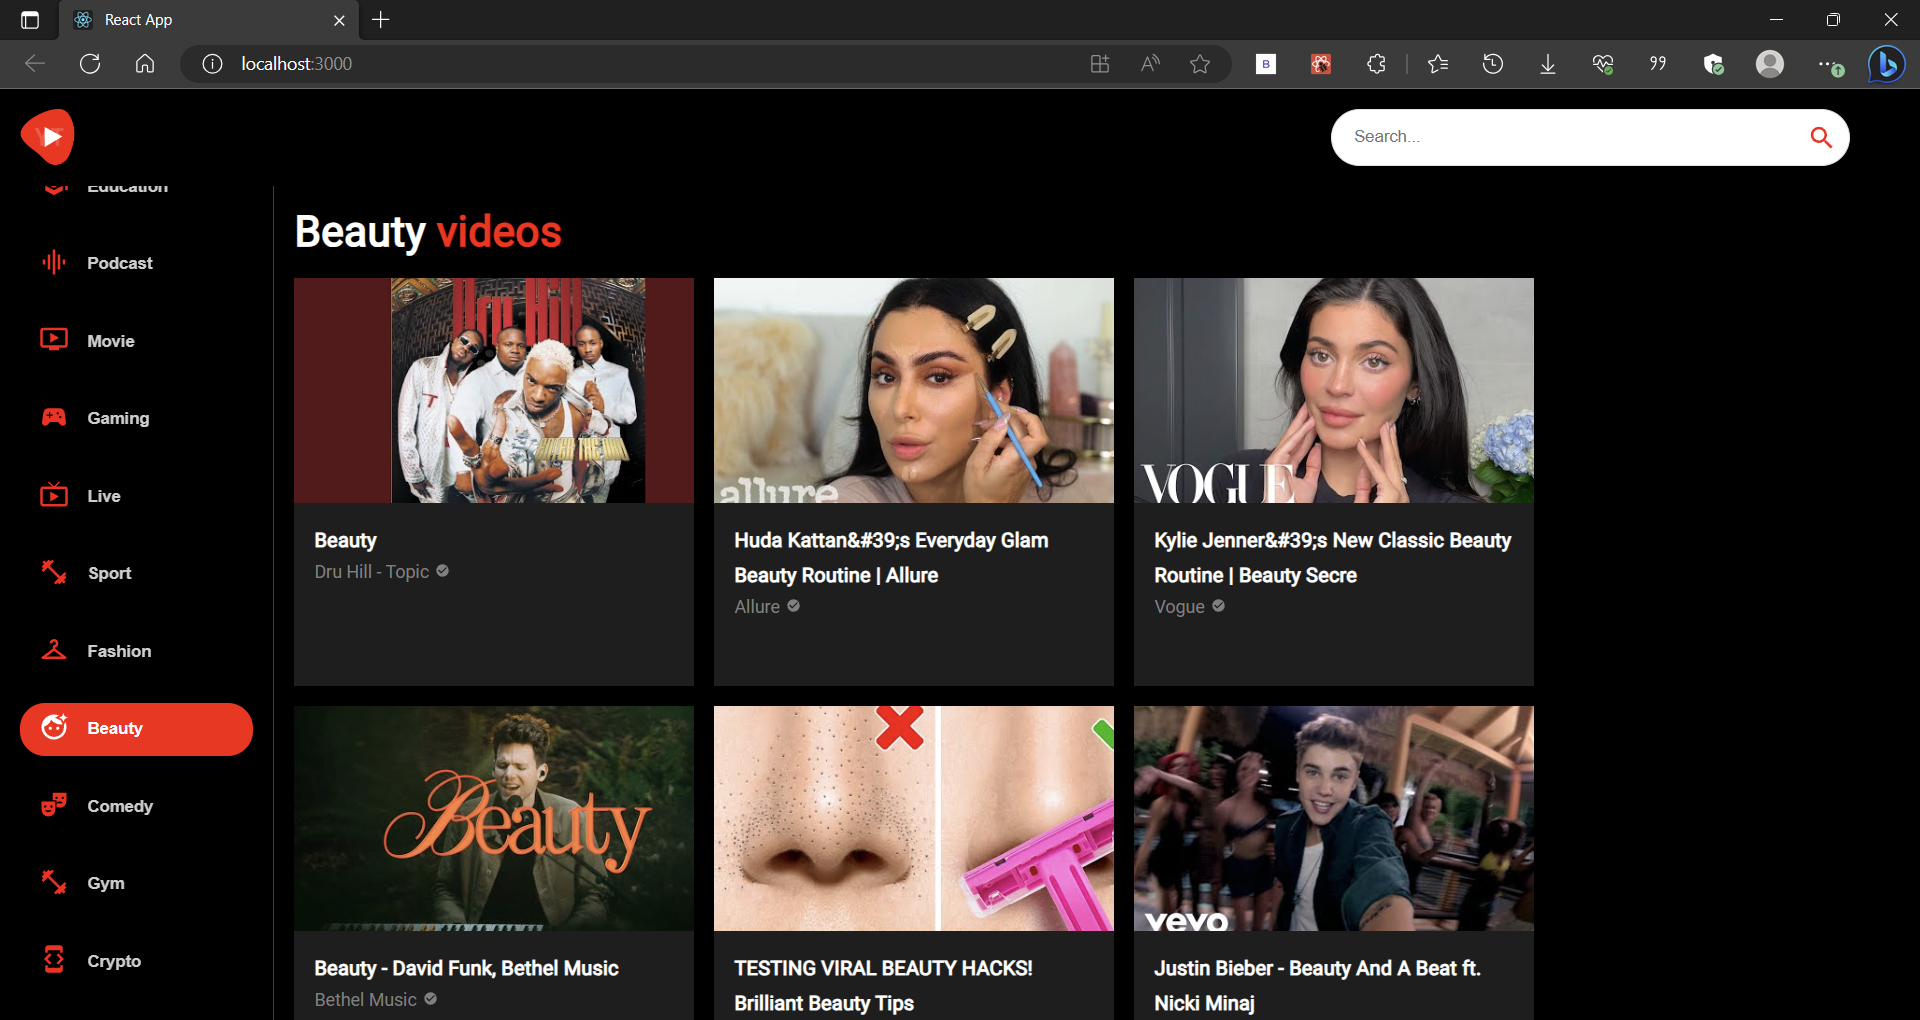 React App
localhost:3000
B
YT
Search...
Education
Podcast
Movie
Gaming
Live
Sport
Fashion
Beauty
Comedy
Gym
Crypto
Beauty videos
Dru Hill
allure
VOGUE
Beauty
Dru Hill - Topic
Huda Kattan&#39;s Everyday Glam
Beauty Routine | Allure
Allure
Kylie Jenner&#39;s New Classic Beauty
Routine | Beauty Secre
Vogue
Beauty
vevo
Beauty - David Funk, Bethel Music
Bethel Music
TESTING VIRAL BEAUTY HACKS!
Brilliant Beauty Tips
Justin Bieber - Beauty And A Beat ft.
Nicki Minaj